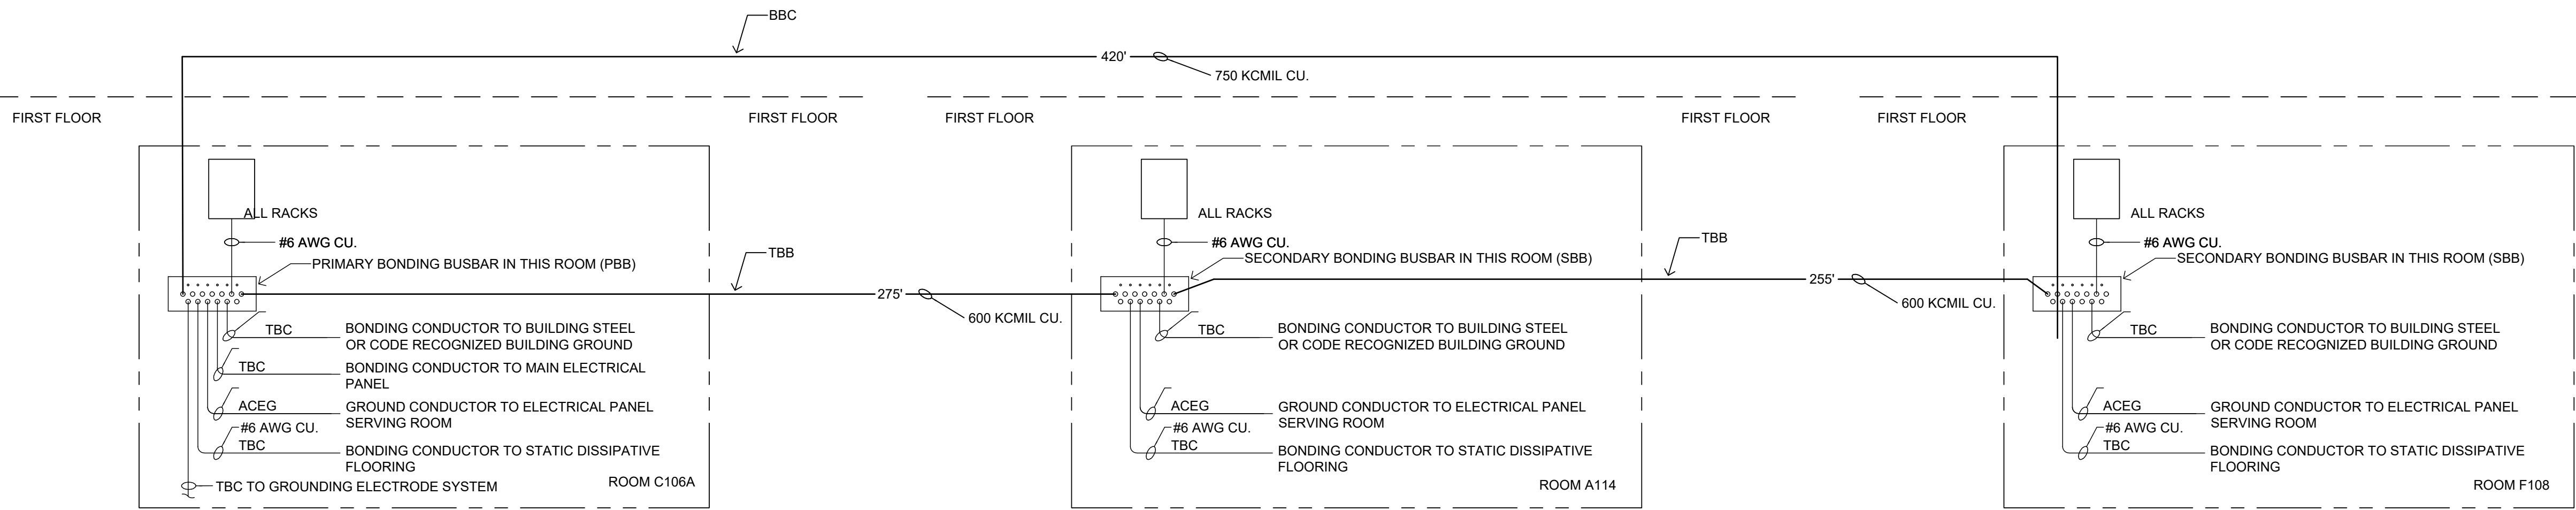 BBC
420'
750 KCMIL CU.
FIRST FLOOR
FIRST FLOOR
FIRST FLOOR
FIRST FLOOR
FIRST FLOOR
ALL RACKS
#6 AWG CU.
PRIMARY BONDING BUSBAR IN THIS ROOM (PBB)
TBC
BONDING CONDUCTOR TO BUILDING STEEL
OR CODE RECOGNIZED BUILDING GROUND
TBC
BONDING CONDUCTOR TO MAIN ELECTRICAL
PANEL
ACEG
GROUND CONDUCTOR TO ELECTRICAL PANEL
SERVING ROOM
#6 AWG CU.
TBC
BONDING CONDUCTOR TO STATIC DISSIPATIVE
FLOORING
TBC TO GROUNDING ELECTRODE SYSTEM
ROOM C106A
TBB
275'
600 KCMIL CU.
ALL RACKS
#6 AWG CU.
SECONDARY BONDING BUSBAR IN THIS ROOM (SBB)
TBC
BONDING CONDUCTOR TO BUILDING STEEL
OR CODE RECOGNIZED BUILDING GROUND
ACEG
GROUND CONDUCTOR TO ELECTRICAL PANEL
SERVING ROOM
#6 AWG CU.
TBC
BONDING CONDUCTOR TO STATIC DISSIPATIVE
FLOORING
ROOM A114
TBB
255'
600 KCMIL CU.
ALL RACKS
#6 AWG CU.
SECONDARY BONDING BUSBAR IN THIS ROOM (SBB)
TBC
BONDING CONDUCTOR TO BUILDING STEEL
OR CODE RECOGNIZED BUILDING GROUND
ACEG
GROUND CONDUCTOR TO ELECTRICAL PANEL
SERVING ROOM
#6 AWG CU.
TBC
BONDING CONDUCTOR TO STATIC DISSIPATIVE
FLOORING
ROOM F108